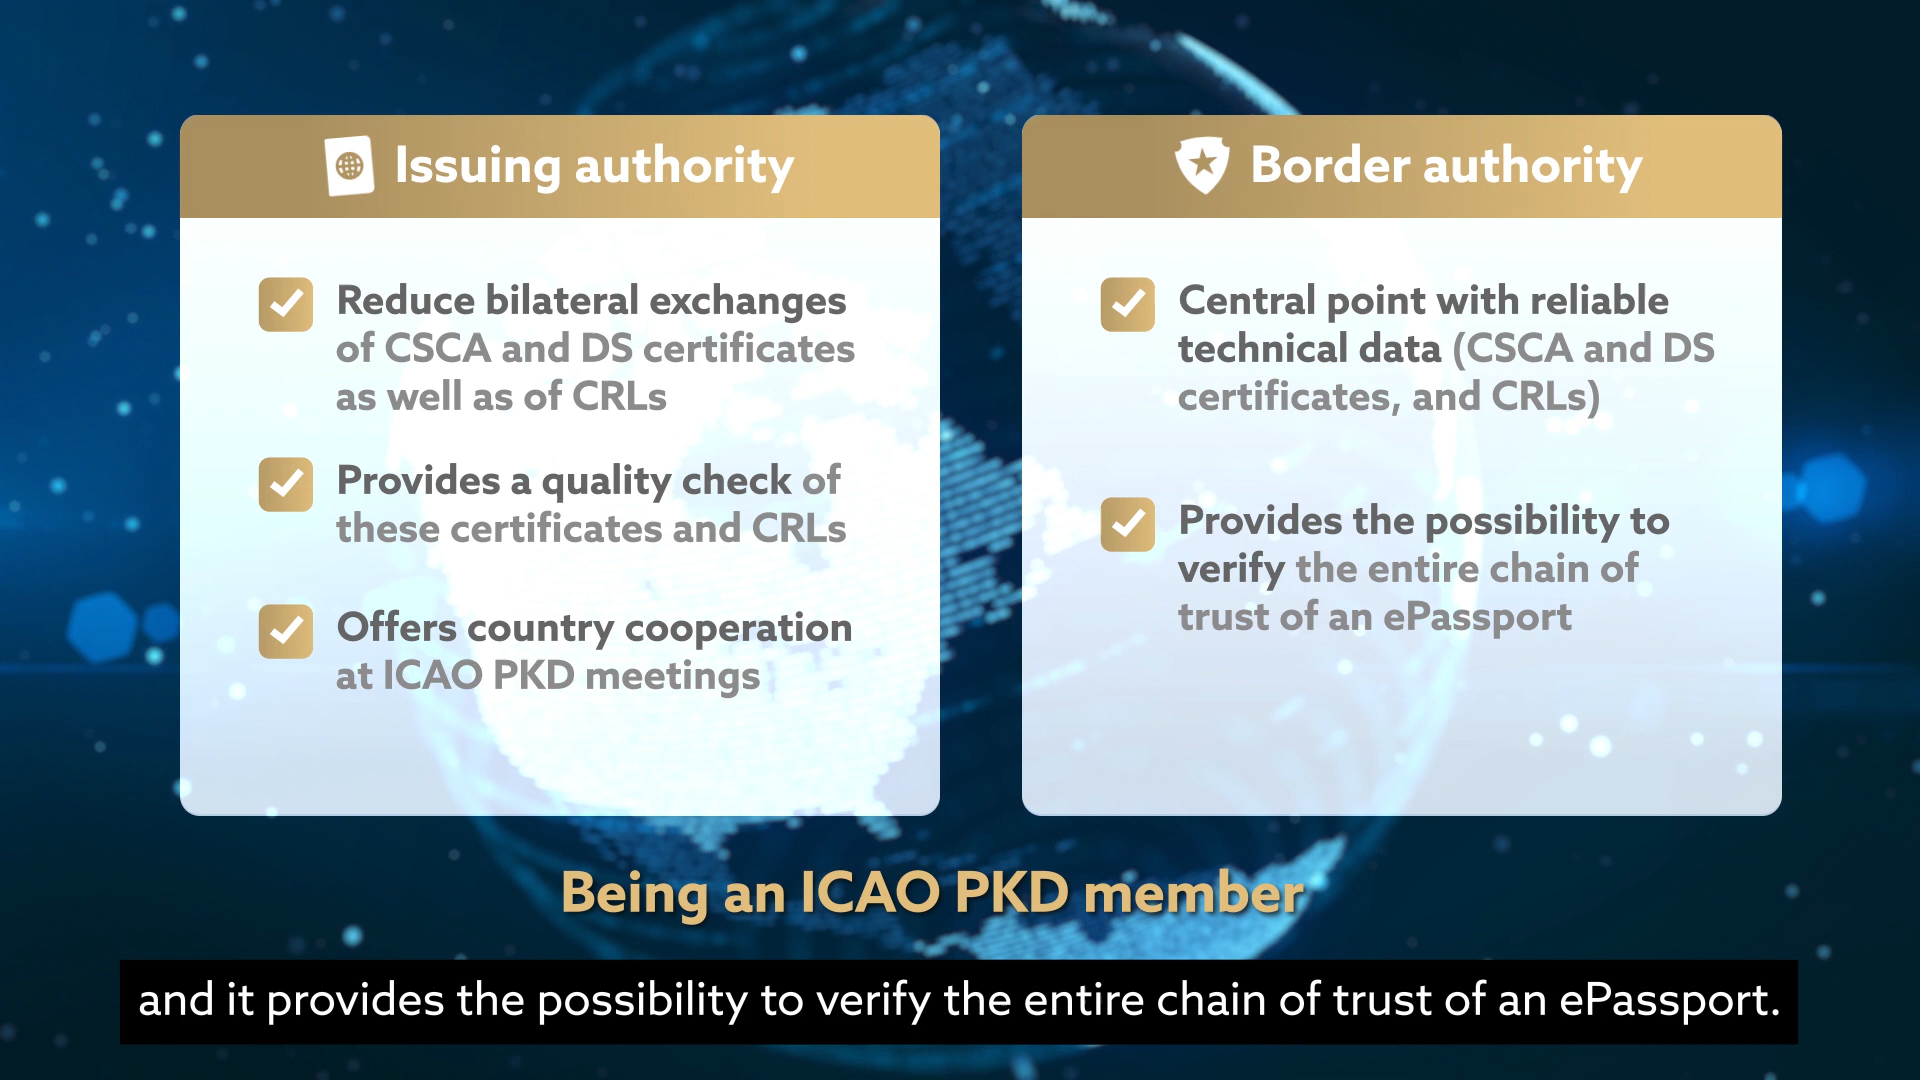 Issuing authority
Reduce bilateral exchanges
of CSCA and DS certificates
as well as of CRLs
Provides a quality check of
these certificates and CRLs
Offers country cooperation
at ICAO PKD meetings
Border authority
Central point with reliable
technical data (CSCA and DS
certificates, and CRLs)
Provides the possibility to
verify the entire chain of
trust of an ePassport
Being an ICAO PKD member
and it provides the possibility to verify the entire chain of trust of an ePassport.